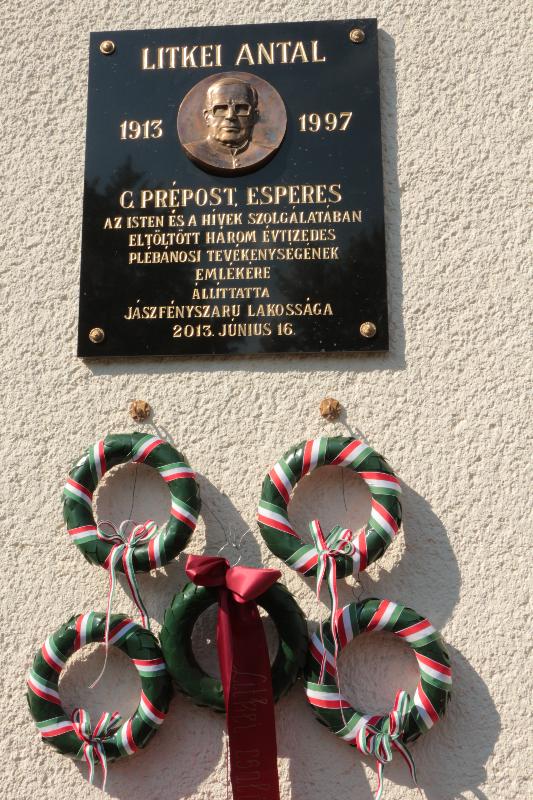 LITKEI ANTAL
1913 1997
C. PRÉPOST, ESPERES
AZ ISTEN ÉS A HÍVEK SZOLGÁLATÁBAN
ELTÖLTÖTT HÁROM ÉVTIZEDES
PLÉBÁNOSI TEVÉKENYSÉGÉNEK
EMLÉKÉRE
ÁLLÍTTATTA
JÁSZFÉNYSZARU LAKOSSÁGA
2013. JÚNIUS 16.